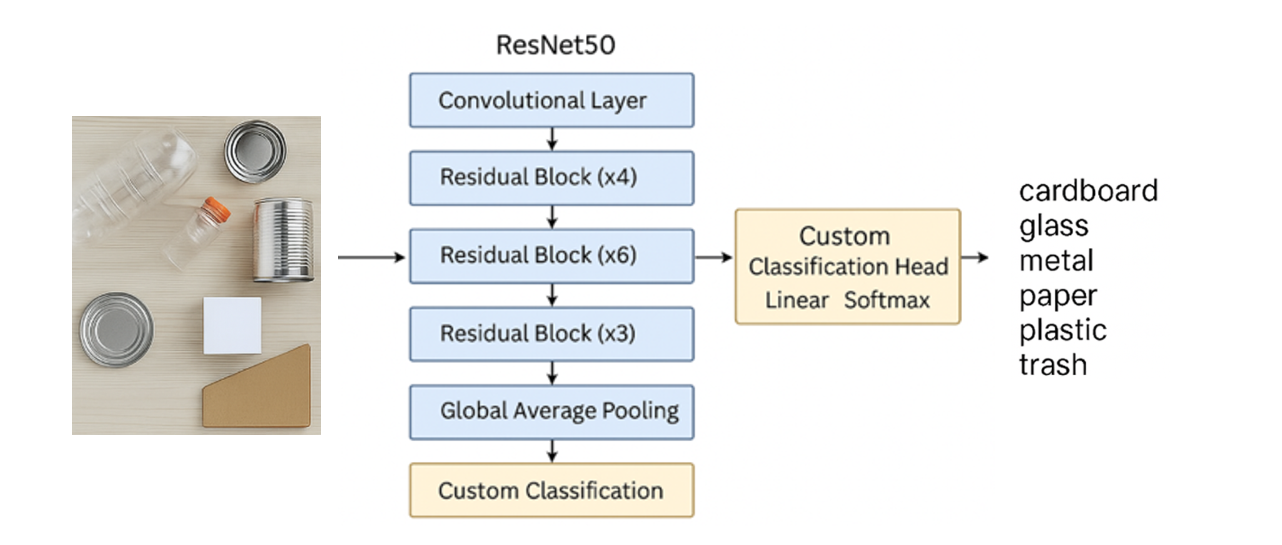 ResNet50
Convolutional Layer
Residual Block (x4)
Residual Block (x6)
Residual Block (x3)
Global Average Pooling
Custom Classification
Custom
Classification Head
Linear Softmax
cardboard
glass
metal
paper
plastic
trash